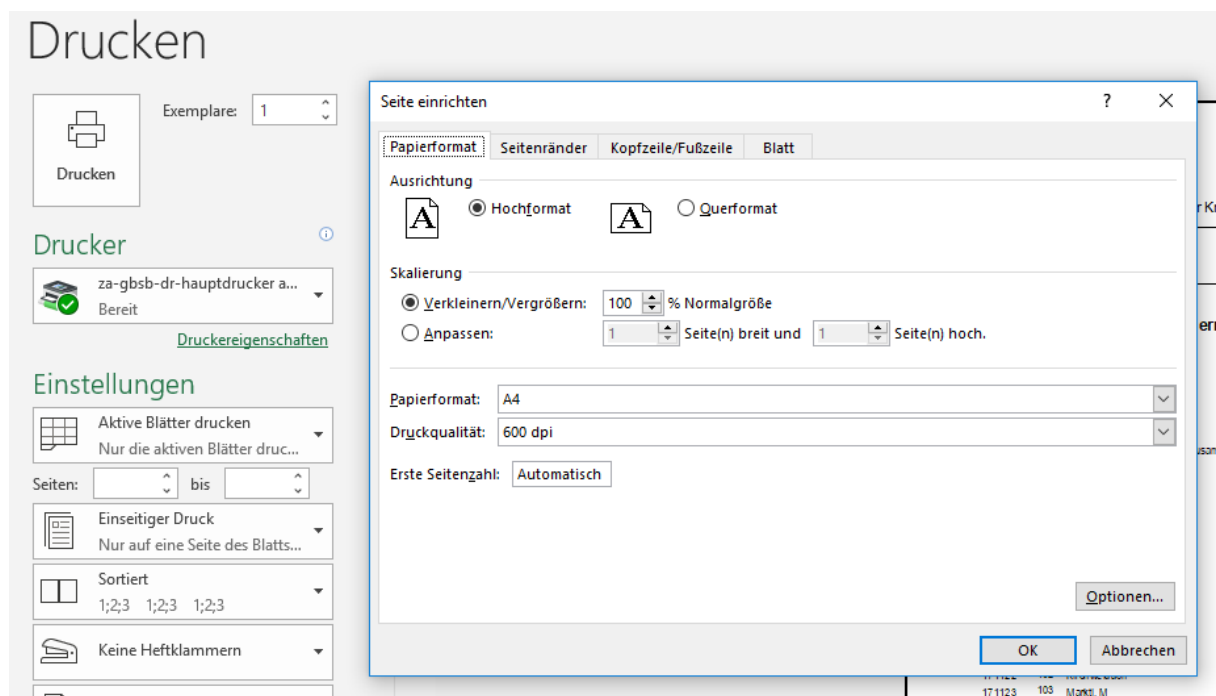 Drucken
Drucken
Exemplare: 1
Drucker
za-gbsb-dr-hauptdrucker a...
Bereit
Druckereigenschaften
Einstellungen
Aktive Blätter drucken
Nur die aktiven Blätter druc...
Seiten: bis
Einseitiger Druck
Nur auf eine Seite des Blatts...
Sortiert
1;2;3 1;2;3 1;2;3
Keine Heftklammern
Seite einrichten ?
Papierformat Seitenränder Kopfzeile/Fußzeile Blatt
Ausrichtung
A Hochformat A Querformat
Skalierung
Verkleinern/Vergrößern: 100 % Normalgröße
Anpassen: 1 Seite(n) breit und 1 Seite(n) hoch.
Papierformat: A4
Druckqualität: 600 dpi
Erste Seitenzahl: Automatisch
Optionen...
OK Abbrechen
171123 103 Markti, M